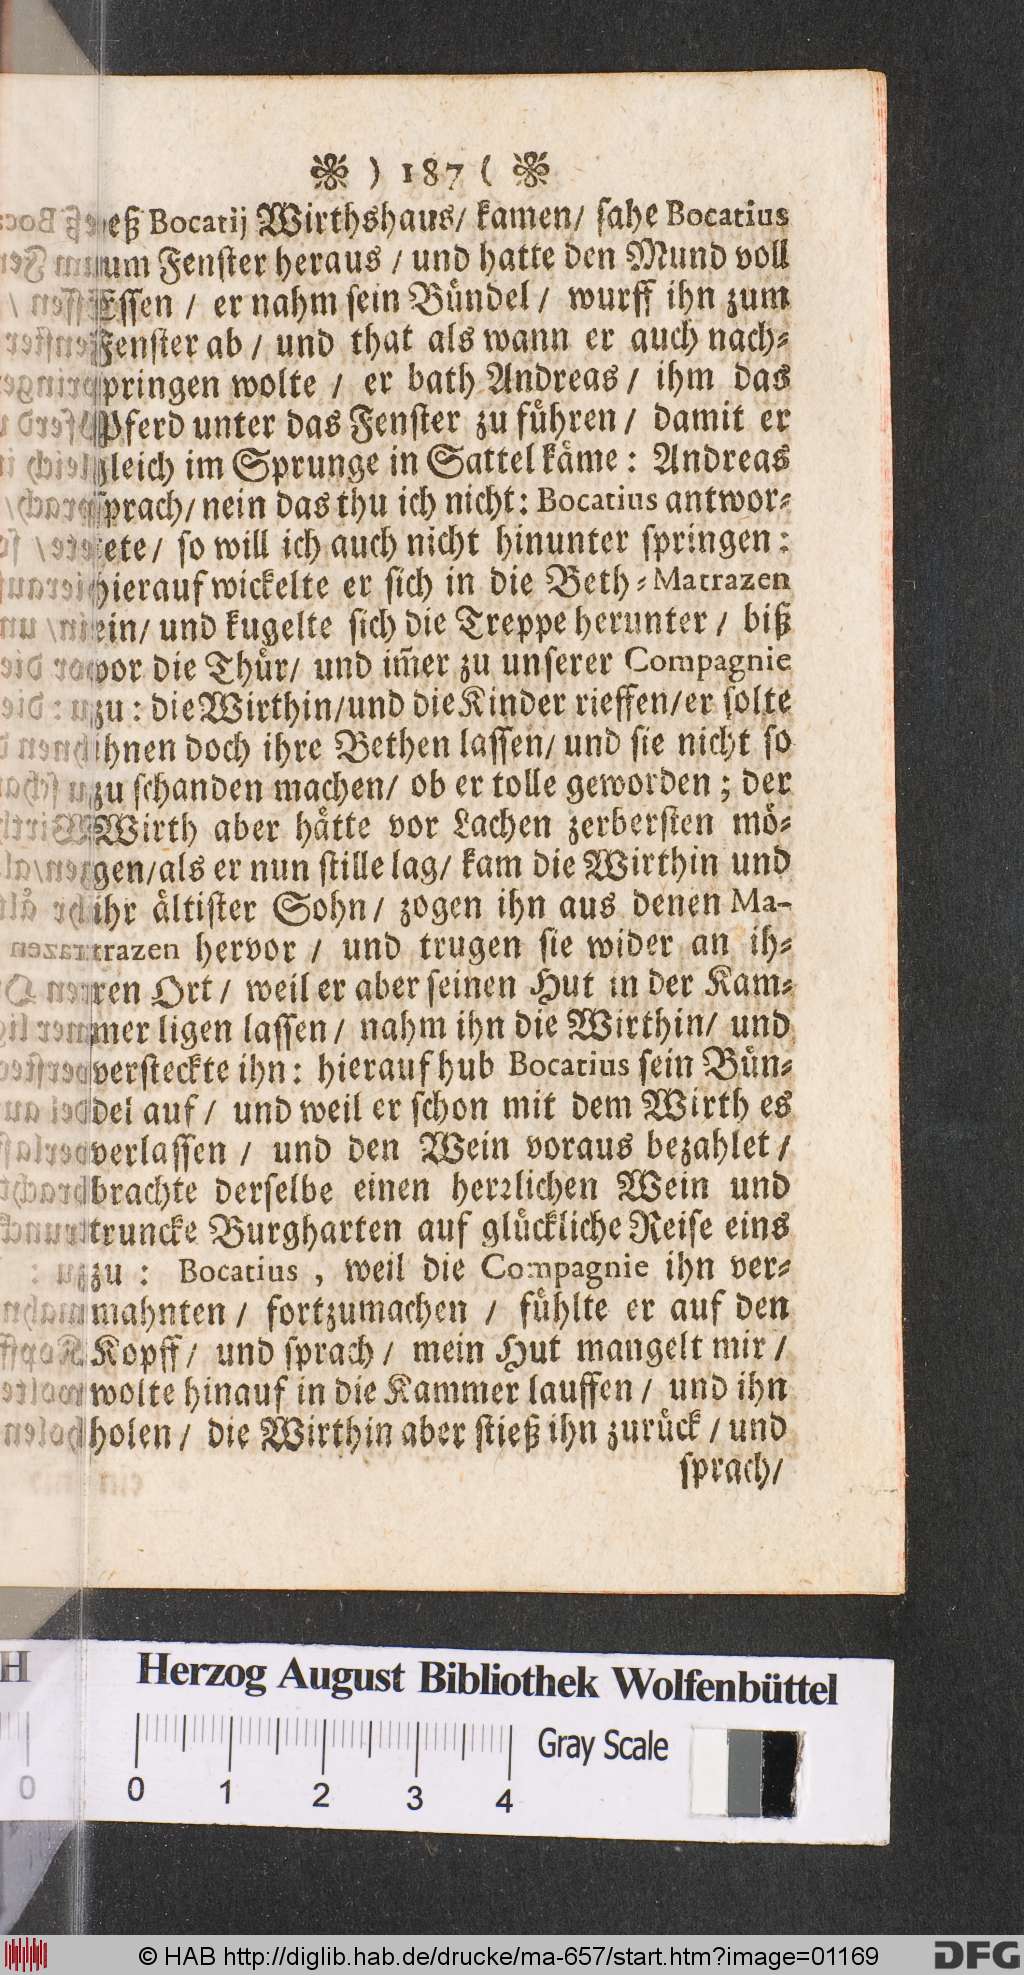 ) 187 (
eß Bocatij Wirthshaus/ kamen/ sahe Bocatius
um Fenster heraus / und hatte den Mund voll
Essen / er nahm sein Bündel / wurff ihn zum
Fenster ab / und that als wann er auch nach-
springen wolte / er bath Andreas / ihm das
Pferd unter das Fenster zu führen / damit er
gleich im Sprunge in Sattel käme : Andreas
sprach/ nein das thu ich nicht: Bocatius antwor-
tete/ so will ich auch nicht hinunter springen :
hierauf wickelte er sich in die Beth-Matrazen
ein/ und kugelte sich die Treppe herunter / biß
vor die Thür/ und im̄er zu unserer Compagnie
zu : die Wirthin/und die Kinder rieffen/er solte
ihnen doch ihre Bethen lassen/ und sie nicht so
zu schanden machen/ ob er tolle geworden ; der
Wirth aber hätte vor Lachen zerbersten mö-
gen/als er nun stille lag/ kam die Wirthin und
ihr ältister Sohn/ zogen ihn aus denen Ma-
trazen hervor / und trugen sie wider an ih-
ren Ort / weil er aber seinen Hut in der Kam-
mer ligen lassen/ nahm ihn die Wirthin/ und
versteckte ihn: hierauf hub Bocatius sein Bün-
del auf / und weil er schon mit dem Wirth es
verlassen / und den Wein voraus bezahlet /
brachte derselbe einen herꝛlichen Wein und
truncke Burgharten auf glückliche Reise eins
zu : Bocatius , weil die Compagnie ihn ver-
mahnten / fortzumachen / fühlte er auf den
Kopff/ und sprach / mein Hut mangelt mir /
wolte hinauf in die Kammer lauffen / und ihn
holen / die Wirthin aber stieß ihn zurück / und
sprach/
H
Herzog August Bibliothek Wolfenbüttel
Gray Scale
0 0 1 2 3 4
© HAB http://diglib.hab.de/drucke/ma-657/start.htm?image=01169
DFG